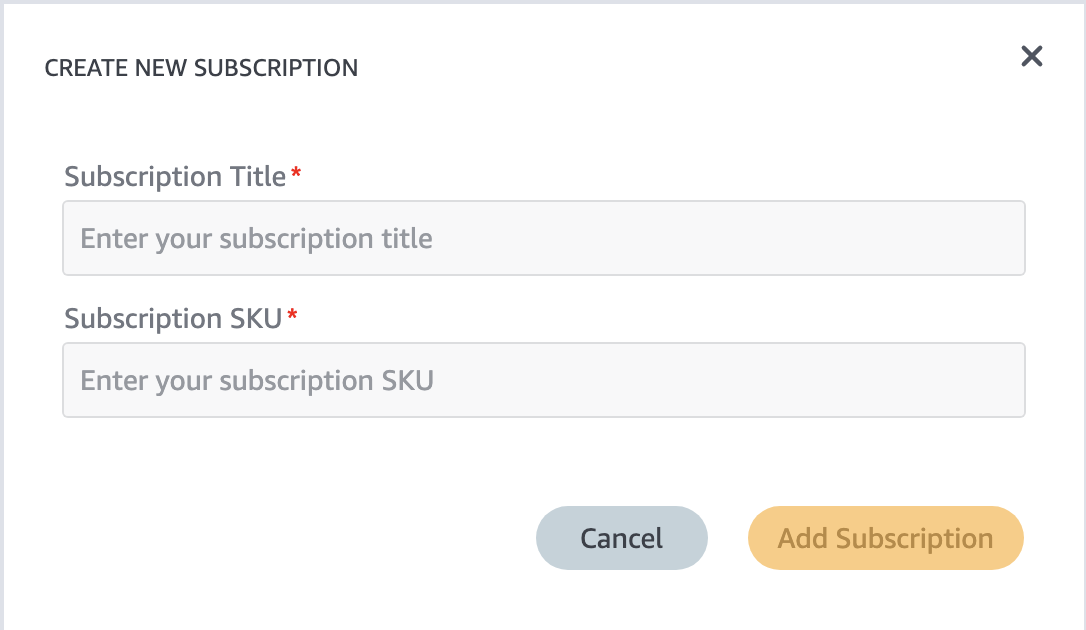 CREATE NEW SUBSCRIPTION
Subscription Title*
Enter your subscription title
Subscription SKU*
Enter your subscription SKU
Cancel
Add Subscription